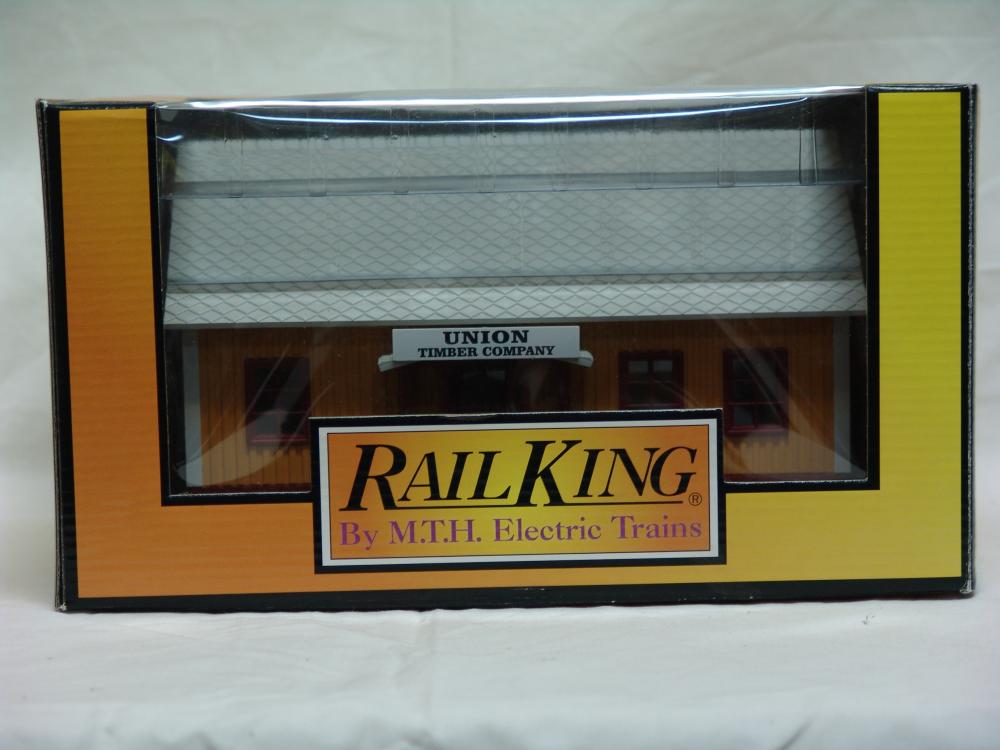 UNION
TIMBER COMPANY
RAILKING®
By M.T.H. Electric Trains